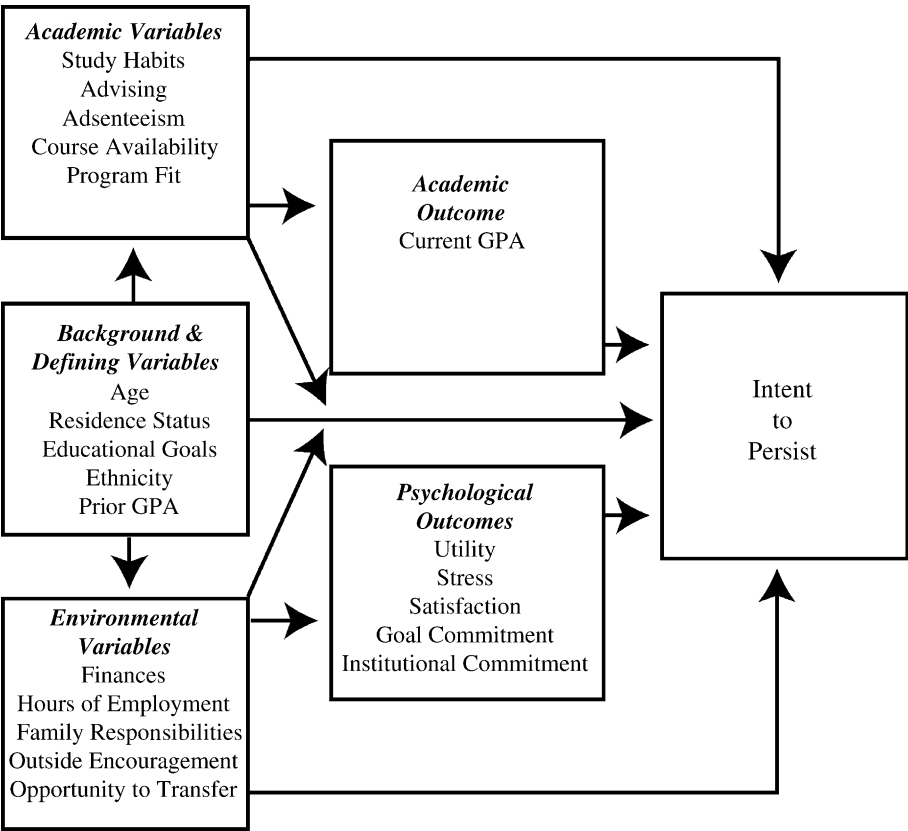 Academic Variables
Study Habits
Advising
Adsenteeism
Course Availability
Program Fit
Academic
Outcome
Current GPA
Background &
Defining Variables
Age
Residence Status
Educational Goals
Ethnicity
Prior GPA
Intent
to
Persist
Psychological
Outcomes
Utility
Stress
Satisfaction
Goal Commitment
Institutional Commitment
Environmental
Variables
Finances
Hours of Employment
Family Responsibilities
Outside Encouragement
Opportunity to Transfer